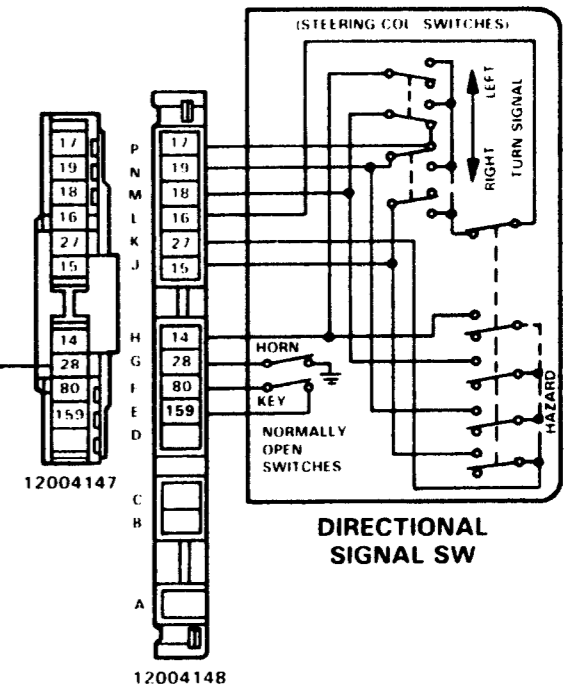 (STEERING COL. SWITCHES)
LEFT
RIGHT
TURN SIGNAL
17
19
18
16
27
15
14
28
80
159
12004147
P
N
M
L
K
J
H
G
F
E
D
C
B
A
17
19
18
16
27
15
14
28
80
159
12004148
HORN
KEY
NORMALLY
OPEN
SWITCHES
HAZARD
DIRECTIONAL
SIGNAL SW